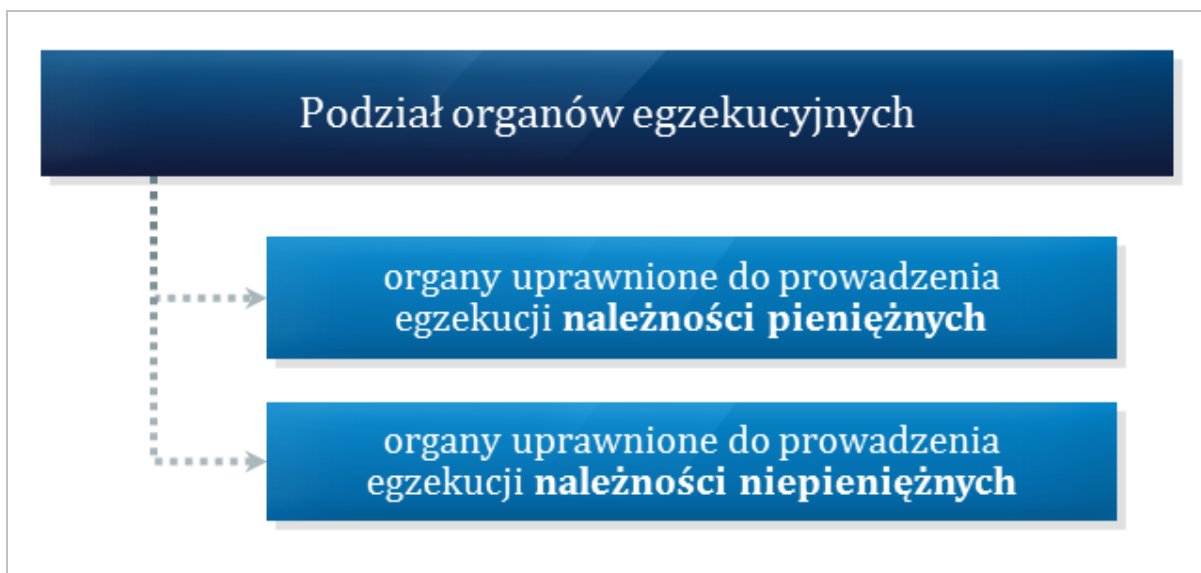 Podział organów egzekucyjnych
organy uprawnione do prowadzenia
egzekucji należności pieniężnych
organy uprawnione do prowadzenia
egzekucji należności niepieniężnych